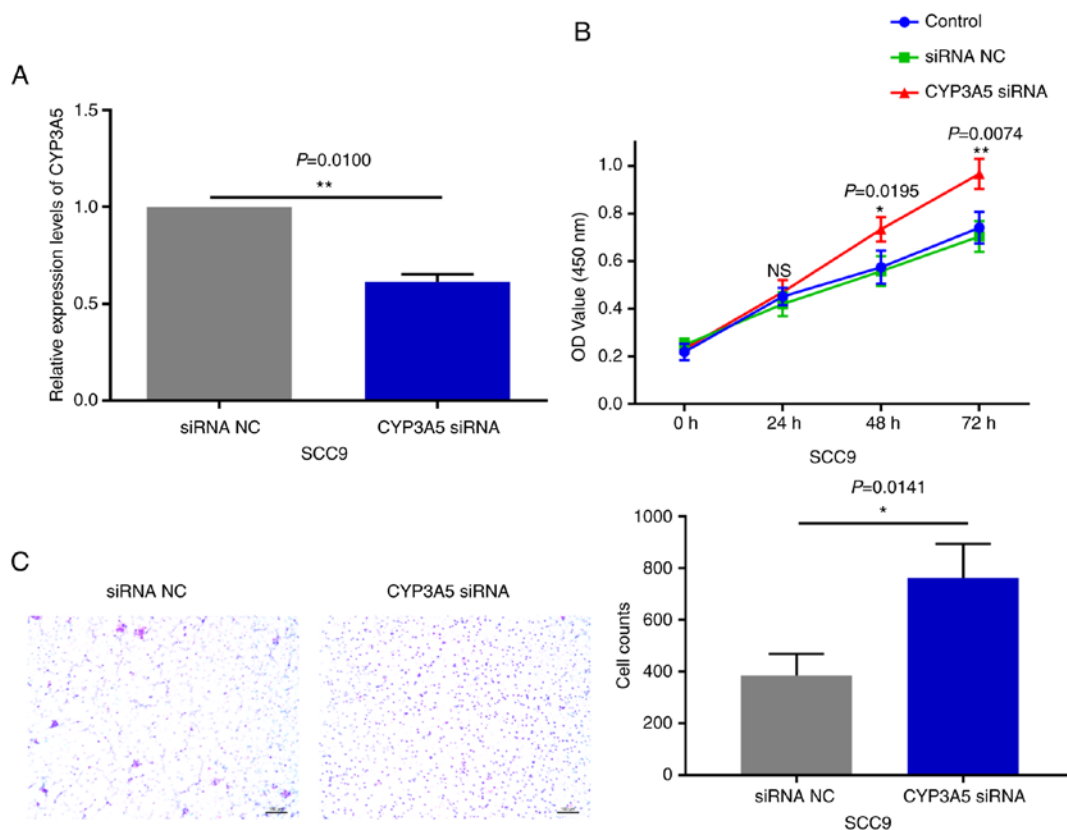 A
Relative expression levels of CYP3A5
1.5
1.0
0.5
0.0
P=0.0100
**
siRNA NC
CYP3A5 siRNA
SCC9
B
Control
siRNA NC
CYP3A5 siRNA
OD Value (450 nm)
1.0
0.8
0.6
0.4
0.2
0.0
NS
P=0.0195
*
P=0.0074
**
0 h
24 h
48 h
72 h
SCC9
C
siRNA NC
CYP3A5 siRNA
Cell counts
1000
800
600
400
200
0
P=0.0141
*
siRNA NC
CYP3A5 siRNA
SCC9